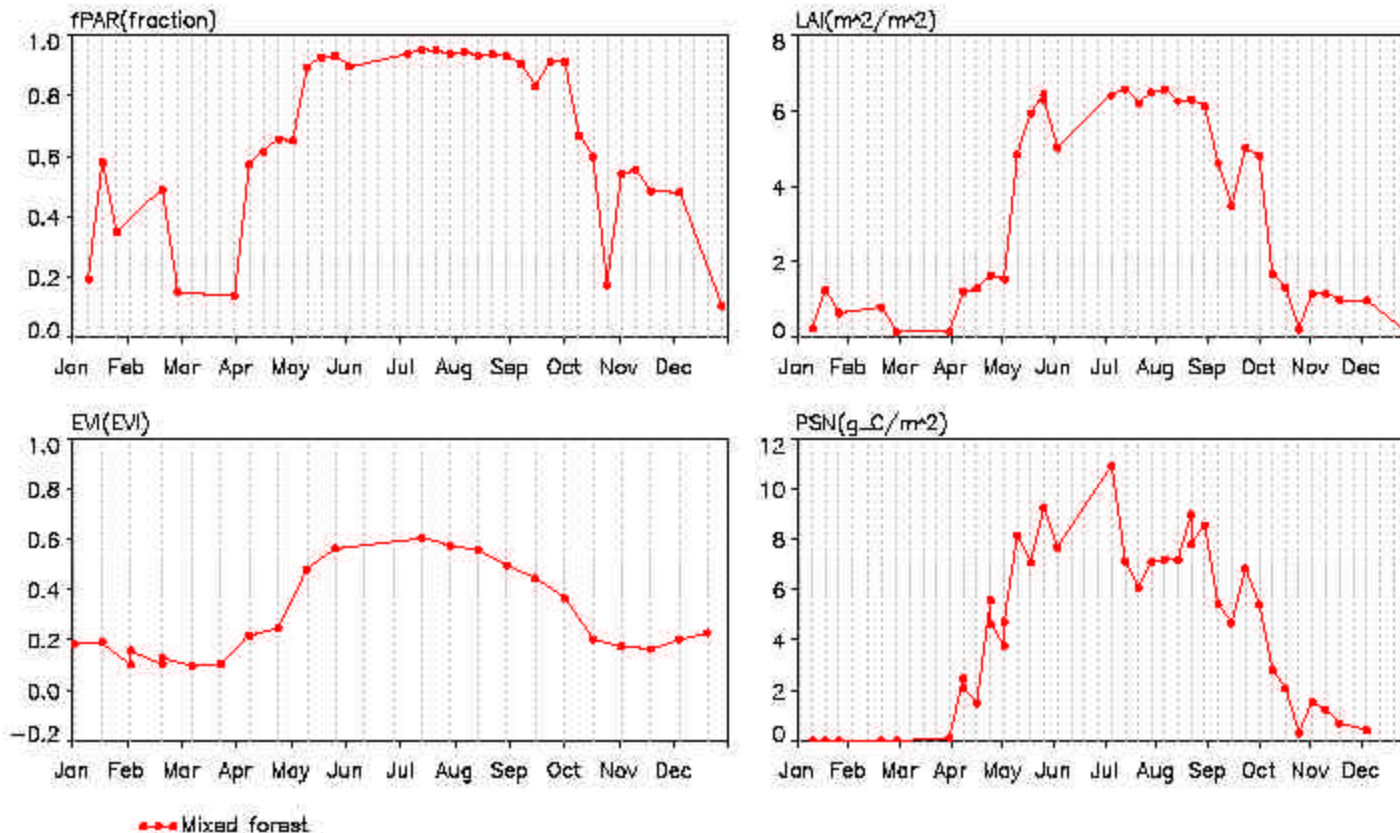 fPAR(fraction)
1.0
0.8
0.6
0.4
0.2
0.0
Jan Feb Mar Apr May Jun Jul Aug Sep Oct Nov Dec
LAI(m^2/m^2)
8
6
4
2
0
Jan Feb Mar Apr May Jun Jul Aug Sep Oct Nov Dec
EVI(EVI)
1.0
0.8
0.6
0.4
0.2
0.0
-0.2
Jan Feb Mar Apr May Jun Jul Aug Sep Oct Nov Dec
PSN(g_C/m^2)
12
10
8
6
4
2
0
Jan Feb Mar Apr May Jun Jul Aug Sep Oct Nov Dec
Mixed forest